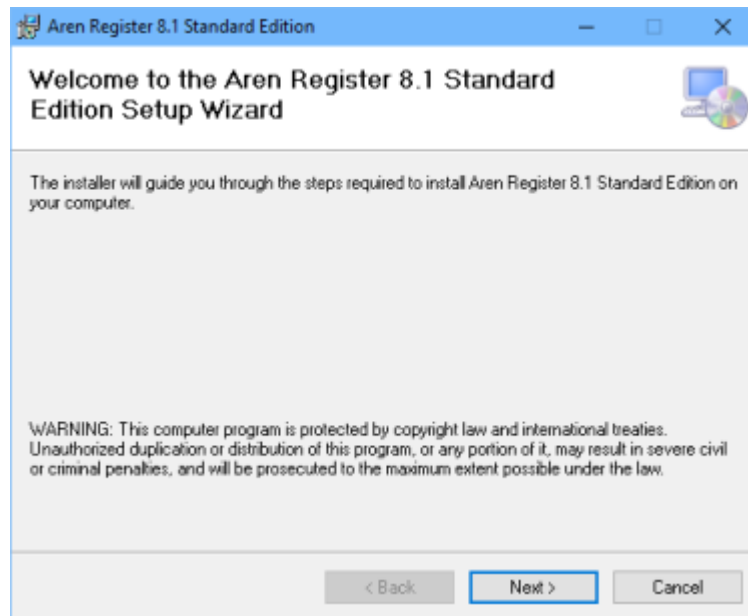 Aren Register 8.1 Standard Edition
Welcome to the Aren Register 8.1 Standard
Edition Setup Wizard
The installer will guide you through the steps required to install Aren Register 8.1 Standard Edition on
your computer.
WARNING: This computer program is protected by copyright law and international treaties.
Unauthorized duplication or distribution of this program, or any portion of it, may result in severe civil
or criminal penalties, and will be prosecuted to the maximum extent possible under the law.
< Back Next > Cancel